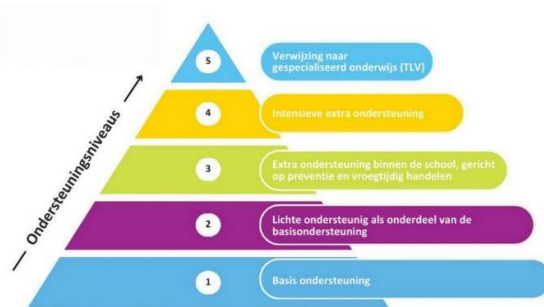 5
Verwijzing naar
gespecialiseerd onderwijs (TLV)
4
Intensieve extra ondersteuning
3
Extra ondersteuning binnen de school, gericht
op preventie en vroegtijdig handelen
2
Lichte ondersteunig als onderdeel van de
basisondersteuning
1
Basis ondersteuning
Ondersteuningsniveaus